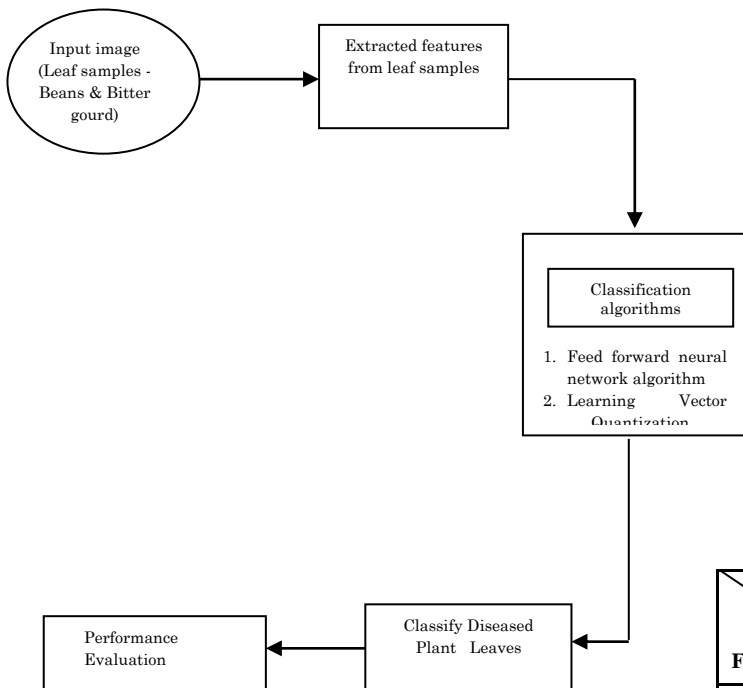 Input image
(Leaf samples -
Beans & Bitter
gourd)
Extracted features
from leaf samples
Classification
algorithms
1. Feed forward neural
network algorithm
2. Learning Vector
Quantization
Classify Diseased
Plant Leaves
Performance
Evaluation
F